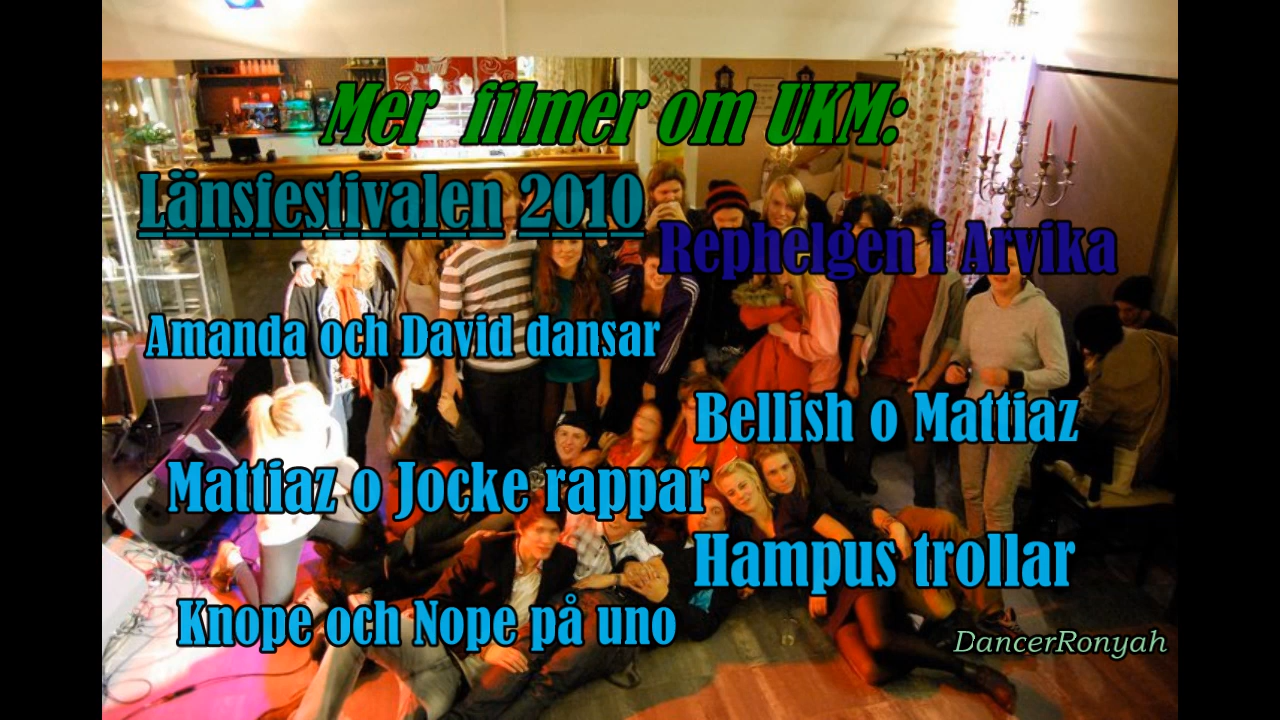 Mer filmer om UKM:
Länsfestivalen 2010
Rephelgen i Arvika
Amanda och David dansar
Bellish o Mattiaz
Mattiaz o Jocke rappar
Hampus trollar
Knope och Nope på uno
DancerRonyah